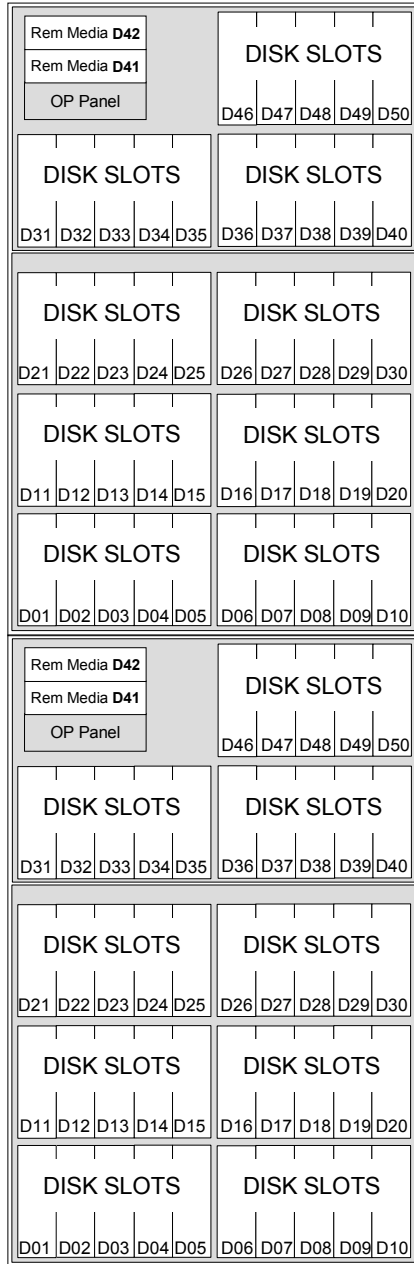 Rem Media D42
Rem Media D41
OP Panel
DISK SLOTS
D46 D47 D48 D49 D50
DISK SLOTS DISK SLOTS
D31 D32 D33 D34 D35 D36 D37 D38 D39 D40
DISK SLOTS DISK SLOTS
D21 D22 D23 D24 D25 D26 D27 D28 D29 D30
DISK SLOTS DISK SLOTS
D11 D12 D13 D14 D15 D16 D17 D18 D19 D20
DISK SLOTS DISK SLOTS
D01 D02 D03 D04 D05 D06 D07 D08 D09 D10
Rem Media D42
Rem Media D41
OP Panel
DISK SLOTS
D46 D47 D48 D49 D50
DISK SLOTS DISK SLOTS
D31 D32 D33 D34 D35 D36 D37 D38 D39 D40
DISK SLOTS DISK SLOTS
D21 D22 D23 D24 D25 D26 D27 D28 D29 D30
DISK SLOTS DISK SLOTS
D11 D12 D13 D14 D15 D16 D17 D18 D19 D20
DISK SLOTS DISK SLOTS
D01 D02 D03 D04 D05 D06 D07 D08 D09 D10